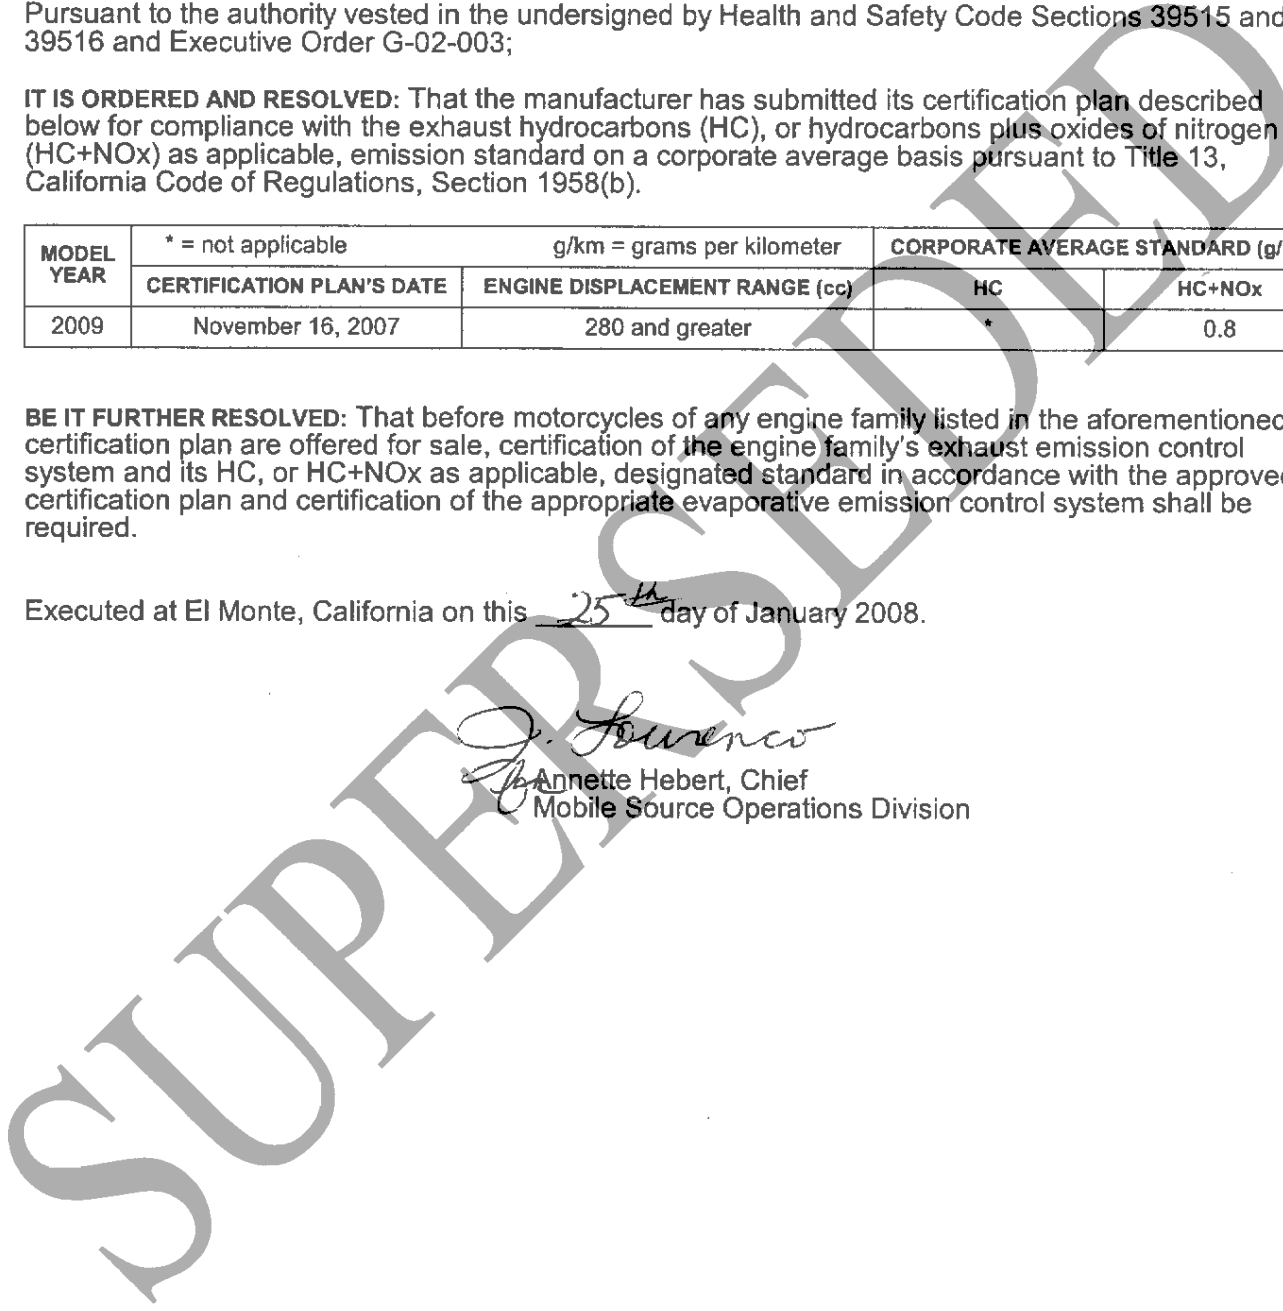 Pursuant to the authority vested in the undersigned by Health and Safety Code Sections 39515 and
39516 and Executive Order G-02-003;
IT IS ORDERED AND RESOLVED: That the manufacturer has submitted its certification plan described
below for compliance with the exhaust hydrocarbons (HC), or hydrocarbons plus oxides of nitrogen
(HC+NOx) as applicable, emission standard on a corporate average basis pursuant to Title 13,
California Code of Regulations, Section 1958(b).
MODEL YEAR * = not applicable g/km = grams per kilometer CORPORATE AVERAGE STANDARD (g/
CERTIFICATION PLAN'S DATE ENGINE DISPLACEMENT RANGE (cc) HC HC+NOx
2009 November 16, 2007 280 and greater * 0.8
BE IT FURTHER RESOLVED: That before motorcycles of any engine family listed in the aforementioned
certification plan are offered for sale, certification of the engine family's exhaust emission control
system and its HC, or HC+NOx as applicable, designated standard in accordance with the approved
certification plan and certification of the appropriate evaporative emission control system shall be
required.
Executed at El Monte, California on this 25th day of January 2008.
J. Lourenco
for Annette Hebert, Chief
Mobile Source Operations Division
SUPERSEDED